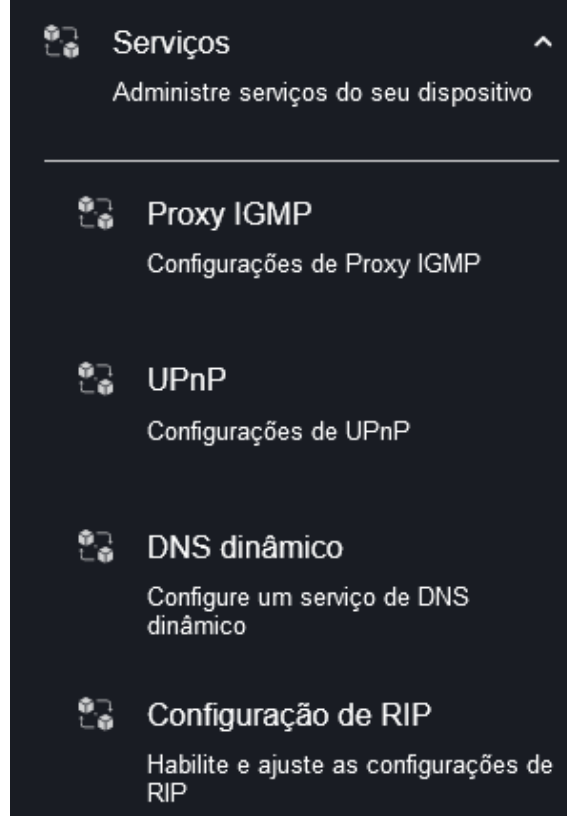 Serviços
Administre serviços do seu dispositivo
Proxy IGMP
Configurações de Proxy IGMP
UPnP
Configurações de UPnP
DNS dinâmico
Configure um serviço de DNS
dinâmico
Configuração de RIP
Habilite e ajuste as configurações de
RIP